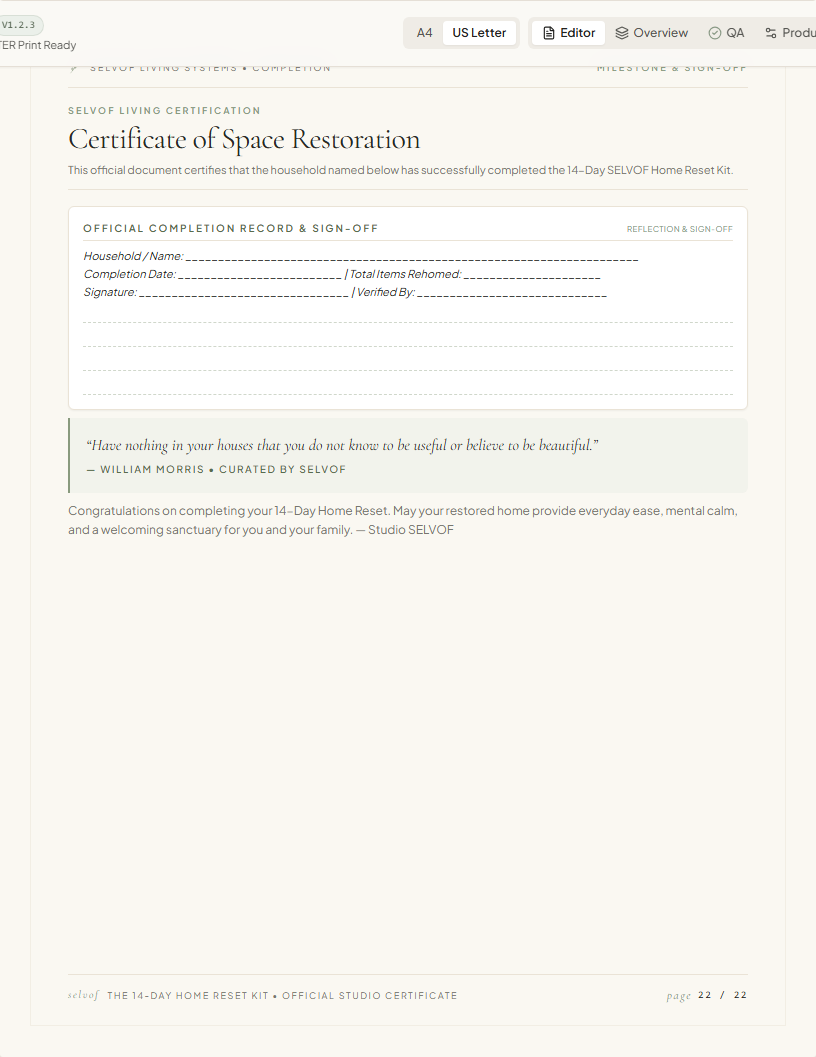 V1.2.3
TER Print Ready
A4
US Letter
Editor
Overview
QA
Produ
SELVOF LIVING SYSTEMS • COMPLETION
MILESTONE & SIGN-OFF
SELVOF LIVING CERTIFICATION
Certificate of Space Restoration
This official document certifies that the household named below has successfully completed the 14-Day SELVOF Home Reset Kit.
OFFICIAL COMPLETION RECORD & SIGN-OFF
REFLECTION & SIGN-OFF
Household / Name: ____________________________________________________________________
Completion Date: _________________________ | Total Items Rehomed: _____________________
Signature: ________________________________ | Verified By: _____________________________
“Have nothing in your houses that you do not know to be useful or believe to be beautiful.”
— WILLIAM MORRIS • CURATED BY SELVOF
Congratulations on completing your 14-Day Home Reset. May your restored home provide everyday ease, mental calm,
and a welcoming sanctuary for you and your family. — Studio SELVOF
selvof THE 14-DAY HOME RESET KIT • OFFICIAL STUDIO CERTIFICATE
page 22 / 22